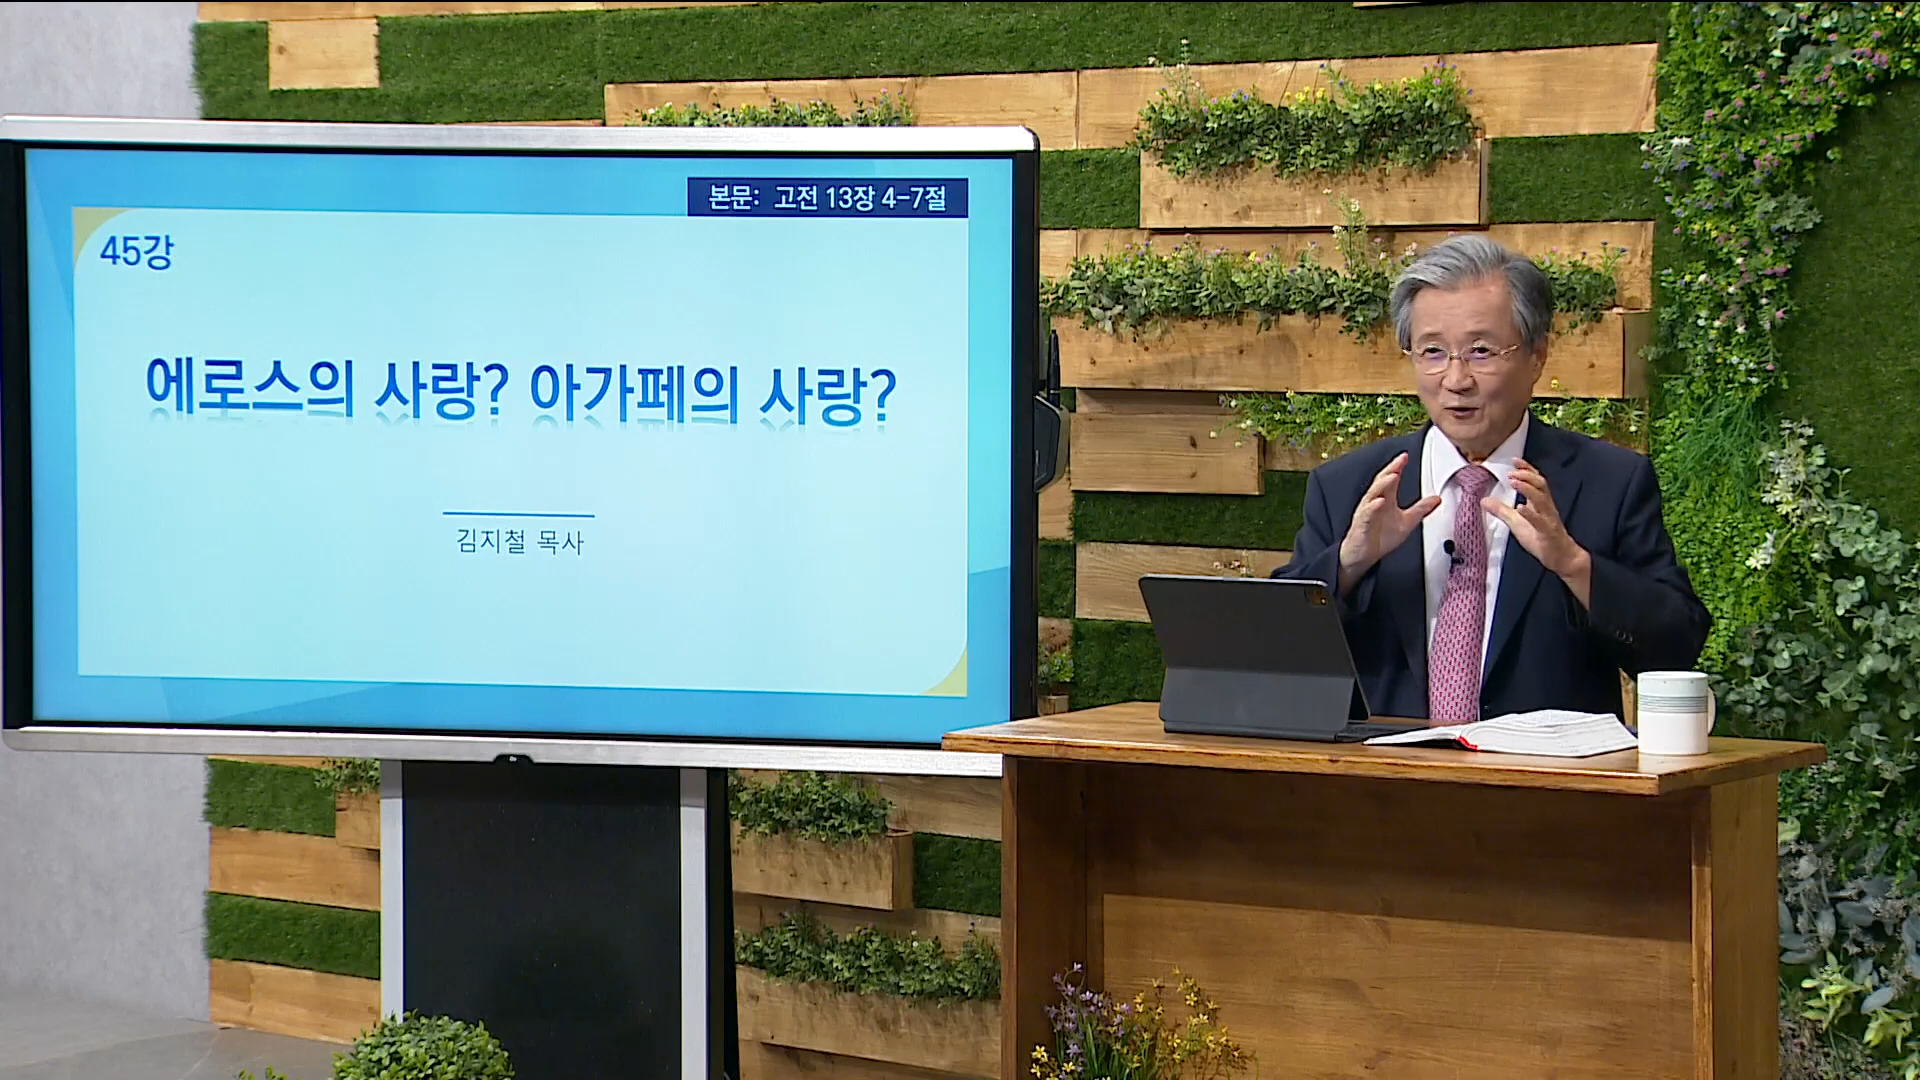 본문: 고전 13장 4-7절
45강
에로스의 사랑? 아가페의 사랑?
김지철 목사